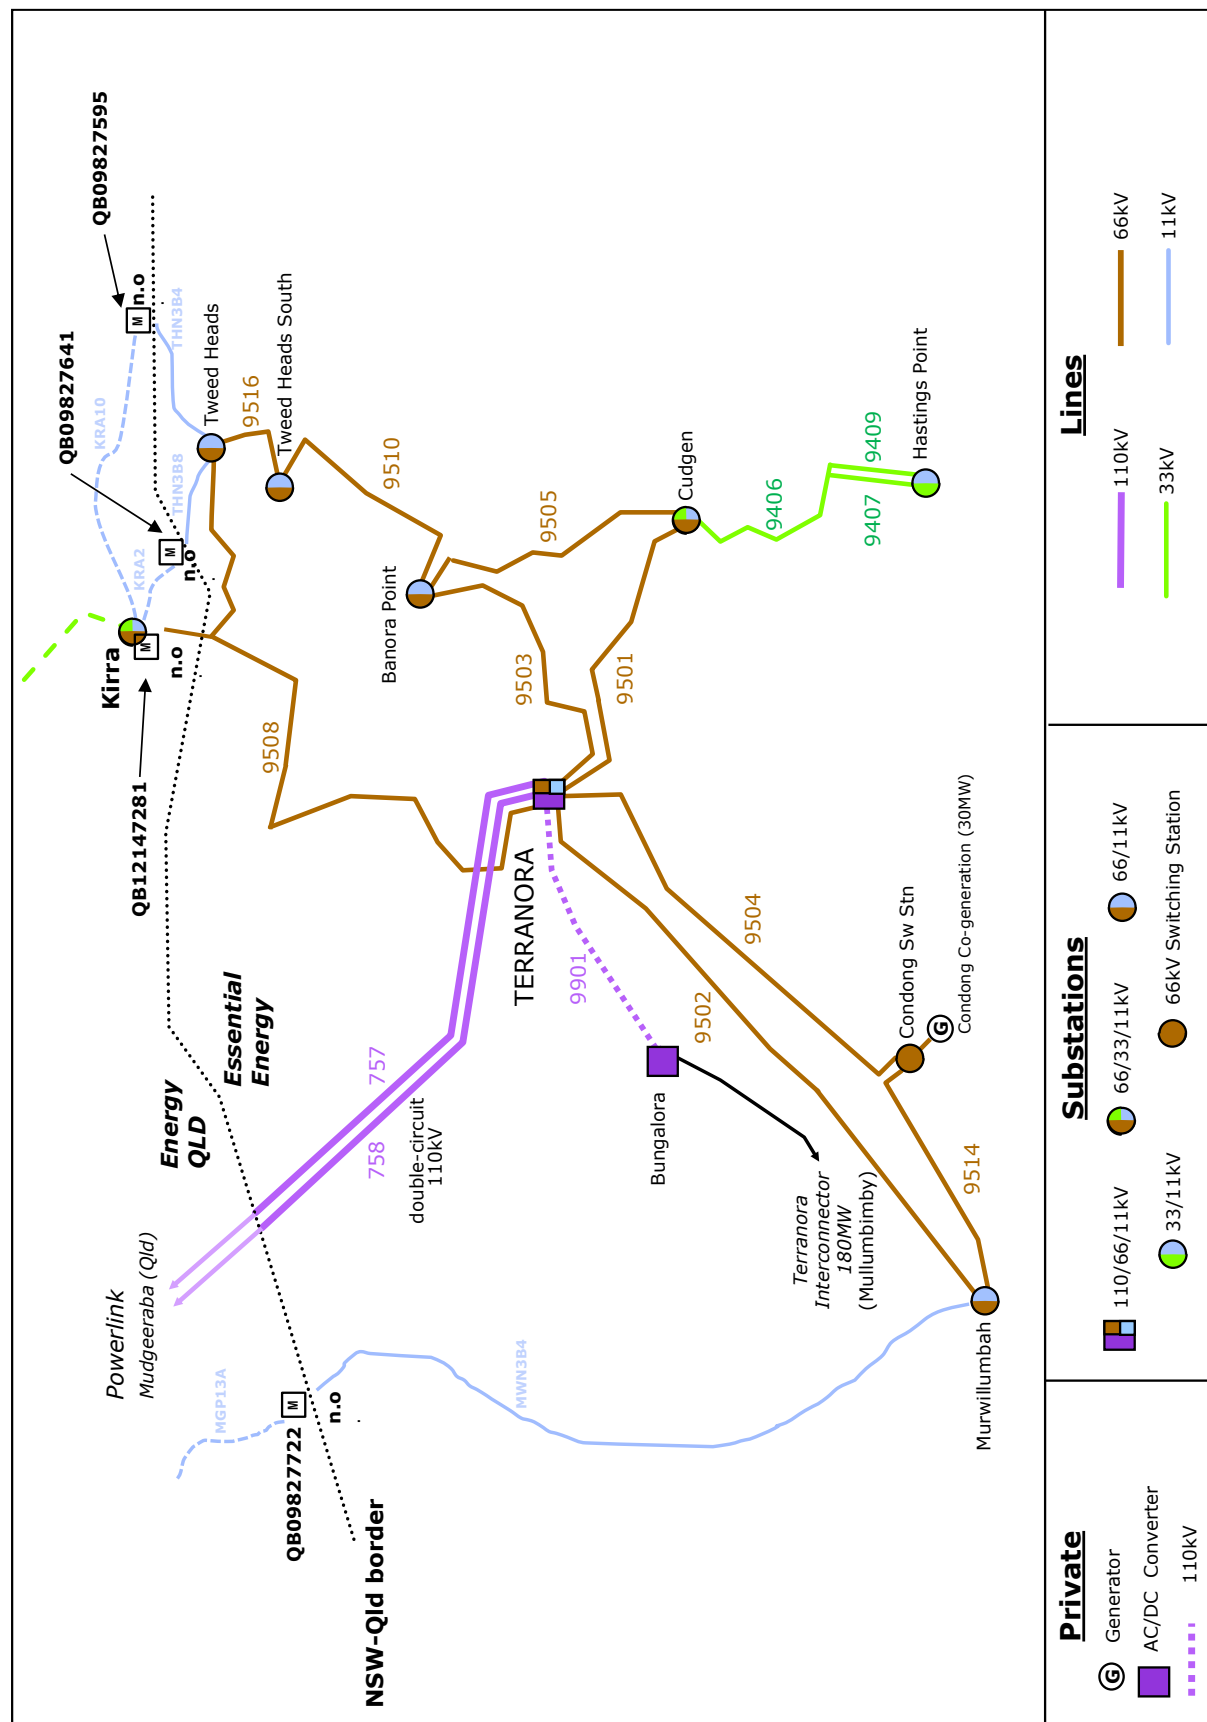 Powerlink
Mudgeeraba (Qld)
MGP13A
QB09827722
M
n.o
NSW-Qld border
MWN3B4
Energy
QLD
Essential
Energy
757
758
double-circuit
110kV
QB12147281
Kirra
M
n.o
KRA2
KRA10
QB09827641
M
n.o
QB09827595
M
n.o
THN3B8
THN3B4
Tweed Heads
9516
Tweed Heads South
9510
9508
Banora Point
9503
9505
9501
Cudgen
9406
9407
9409
Hastings Point
TERRANORA
9901
9502
9504
Bungalora
Terranora
Interconnector
180MW
(Mullumbimby)
Condong Sw Stn
G
Condong Co-generation (30MW)
9514
Murwillumbah
Private
G Generator
AC/DC Converter
110kV
Substations
110/66/11kV
66/33/11kV
66/11kV
33/11kV
66kV Switching Station
Lines
110kV
66kV
33kV
11kV